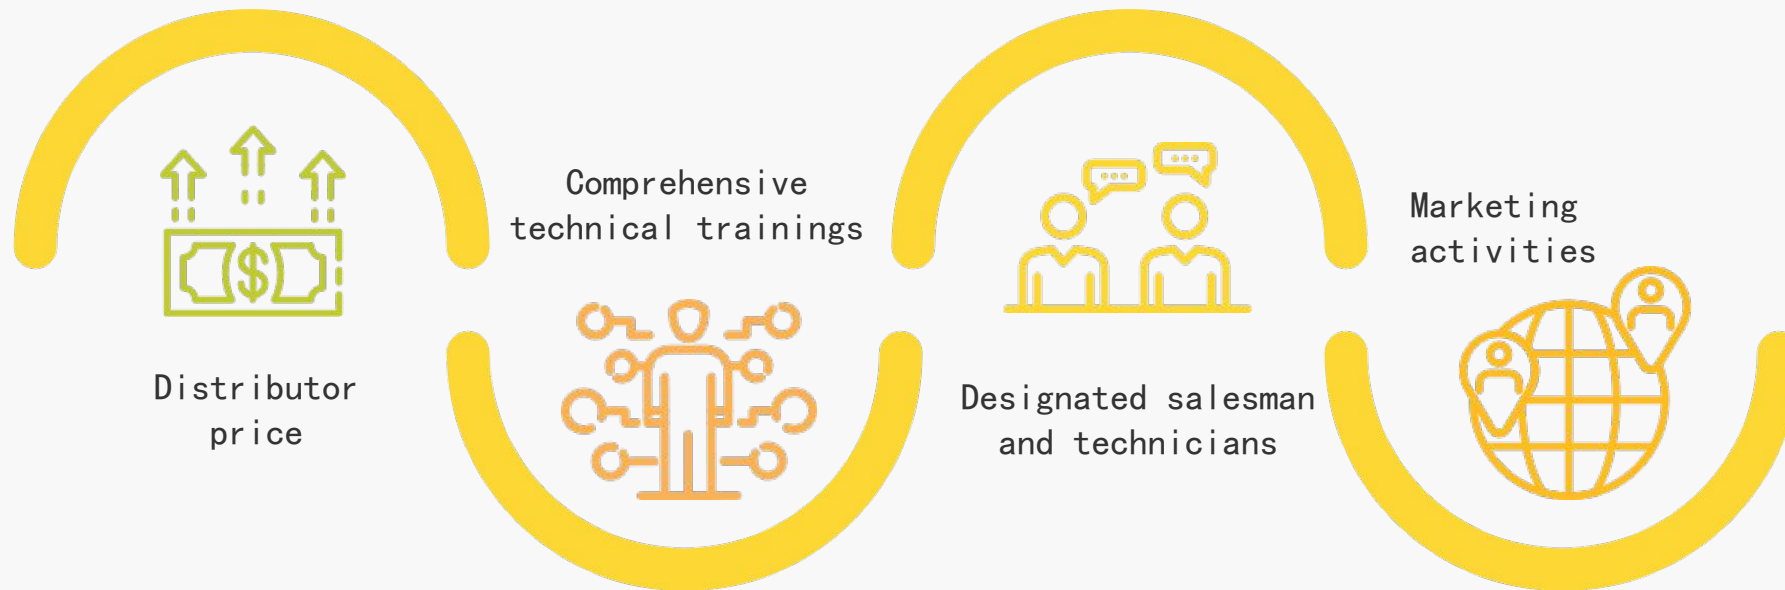 Distributor
price
Comprehensive
technical trainings
Designated salesman
and technicians
Marketing
activities